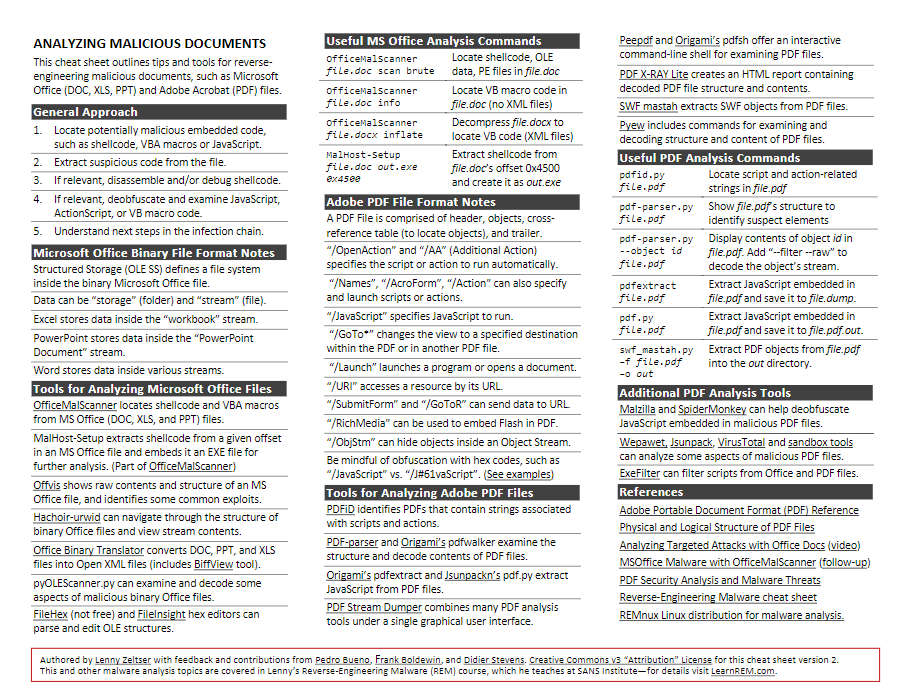 ANALYZING MALICIOUS DOCUMENTS
This cheat sheet outlines tips and tools for reverse-
engineering malicious documents, such as Microsoft
Office (DOC, XLS, PPT) and Adobe Acrobat (PDF) files.
General Approach
1. Locate potentially malicious embedded code,
such as shellcode, VBA macros or JavaScript.
2. Extract suspicious code from the file.
3. If relevant, disassemble and/or debug shellcode.
4. If relevant, deobfuscate and examine JavaScript,
ActionScript, or VB macro code.
5. Understand next steps in the infection chain.
Microsoft Office Binary File Format Notes
Structured Storage (OLE SS) defines a file system
inside the binary Microsoft Office file.
Data can be “storage” (folder) and “stream” (file).
Excel stores data inside the “workbook” stream.
PowerPoint stores data inside the “PowerPoint
Document” stream.
Word stores data inside various streams.
Tools for Analyzing Microsoft Office Files
OfficeMalScanner locates shellcode and VBA macros
from MS Office (DOC, XLS, and PPT) files.
MalHost-Setup extracts shellcode from a given offset
in an MS Office file and embeds it an EXE file for
further analysis. (Part of OfficeMalScanner)
Offvis shows raw contents and structure of an MS
Office file, and identifies some common exploits.
Hachoir-urwid can navigate through the structure of
binary Office files and view stream contents.
Office Binary Translator converts DOC, PPT, and XLS
files into Open XML files (includes BiffView tool).
pyOLEScanner.py can examine and decode some
aspects of malicious binary Office files.
FileHex (not free) and FileInsight hex editors can
parse and edit OLE structures.
Useful MS Office Analysis Commands
OfficeMalScanner
file.doc scan brute
Locate shellcode, OLE
data, PE files in file.doc
OfficeMalScanner
file.doc info
Locate VB macro code in
file.doc (no XML files)
OfficeMalScanner
file.docx inflate
Decompress file.docx to
locate VB code (XML files)
MalHost-Setup
file.doc out.exe
0x4500
Extract shellcode from
file.doc’s offset 0x4500
and create it as out.exe
Adobe PDF File Format Notes
A PDF File is comprised of header, objects, cross-
reference table (to locate objects), and trailer.
“/OpenAction” and “/AA” (Additional Action)
specifies the script or action to run automatically.
“/Names”, “/AcroForm”, “/Action” can also specify
and launch scripts or actions.
“/JavaScript” specifies JavaScript to run.
“/GoTo*” changes the view to a specified destination
within the PDF or in another PDF file.
“/Launch” launches a program or opens a document.
“/URI” accesses a resource by its URL.
“/SubmitForm” and “/GoToR” can send data to URL.
“/RichMedia” can be used to embed Flash in PDF.
“/ObjStm” can hide objects inside an Object Stream.
Be mindful of obfuscation with hex codes, such as
“/JavaScript” vs. “/J#61vaScript”. (See examples)
Tools for Analyzing Adobe PDF Files
PDFiD identifies PDFs that contain strings associated
with scripts and actions.
PDF-parser and Origami’s pdfwalker examine the
structure and decode contents of PDF files.
Origami’s pdfextract and Jsunpackn’s pdf.py extract
JavaScript from PDF files.
PDF Stream Dumper combines many PDF analysis
tools under a single graphical user interface.
Peepdf and Origami’s pdfsh offer an interactive
command-line shell for examining PDF files.
PDF X-RAY Lite creates an HTML report containing
decoded PDF file structure and contents.
SWF mastah extracts SWF objects from PDF files.
Pyew includes commands for examining and
decoding structure and content of PDF files.
Useful PDF Analysis Commands
pdfid.py
file.pdf
Locate script and action-related
strings in file.pdf
pdf-parser.py
file.pdf
Show file.pdf’s structure to
identify suspect elements
pdf-parser.py
--object id
file.pdf
Display contents of object id in
file.pdf. Add “--filter --raw” to
decode the object’s stream.
pdfextract
file.pdf
Extract JavaScript embedded in
file.pdf and save it to file.dump.
pdf.py
file.pdf
Extract JavaScript embedded in
file.pdf and save it to file.pdf.out.
swf_mastah.py
-f file.pdf
-o out
Extract PDF objects from file.pdf
into the out directory.
Additional PDF Analysis Tools
Malzilla and SpiderMonkey can help deobfuscate
JavaScript embedded in malicious PDF files.
Wepawet, Jsunpack, VirusTotal and sandbox tools
can analyze some aspects of malicious PDF files.
ExeFilter can filter scripts from Office and PDF files.
References
Adobe Portable Document Format (PDF) Reference
Physical and Logical Structure of PDF Files
Analyzing Targeted Attacks with Office Docs (video)
MSOffice Malware with OfficeMalScanner (follow-up)
PDF Security Analysis and Malware Threats
Reverse-Engineering Malware cheat sheet
REMnux Linux distribution for malware analysis.
Authored by Lenny Zeltser with feedback and contributions from Pedro Bueno, Frank Boldewin, and Didier Stevens. Creative Commons v3 “Attribution” License for this cheat sheet version 2.
This and other malware analysis topics are covered in Lenny’s Reverse-Engineering Malware (REM) course, which he teaches at SANS Institute—for details visit LearnREM.com.